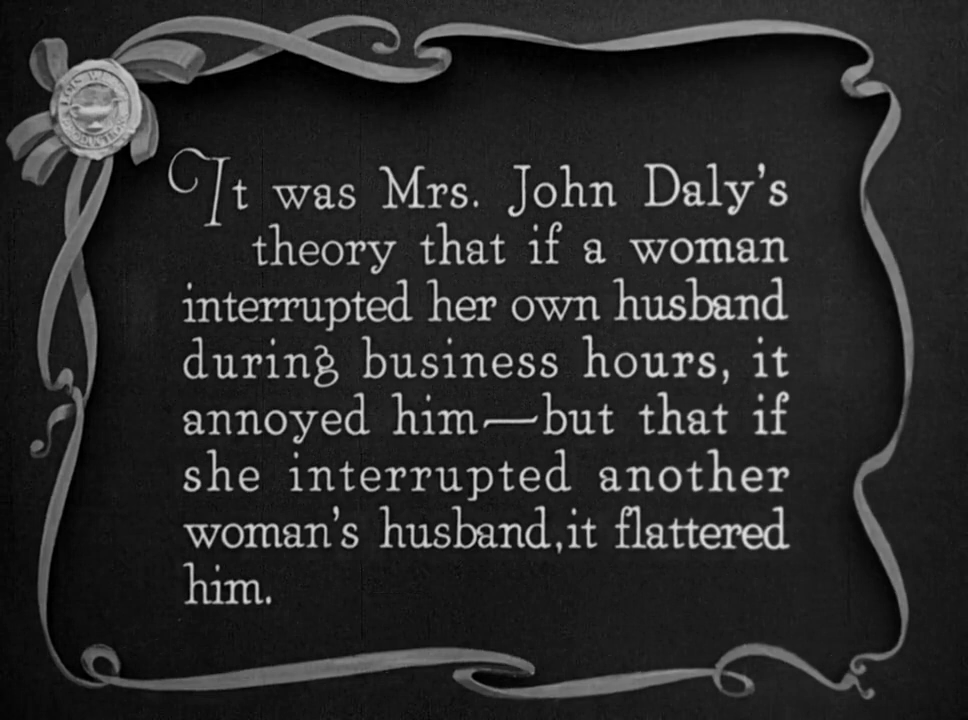 It was Mrs. John Daly's
theory that if a woman
interrupted her own husband
during business hours, it
annoyed him—but that if
she interrupted another
woman's husband, it flattered
him.